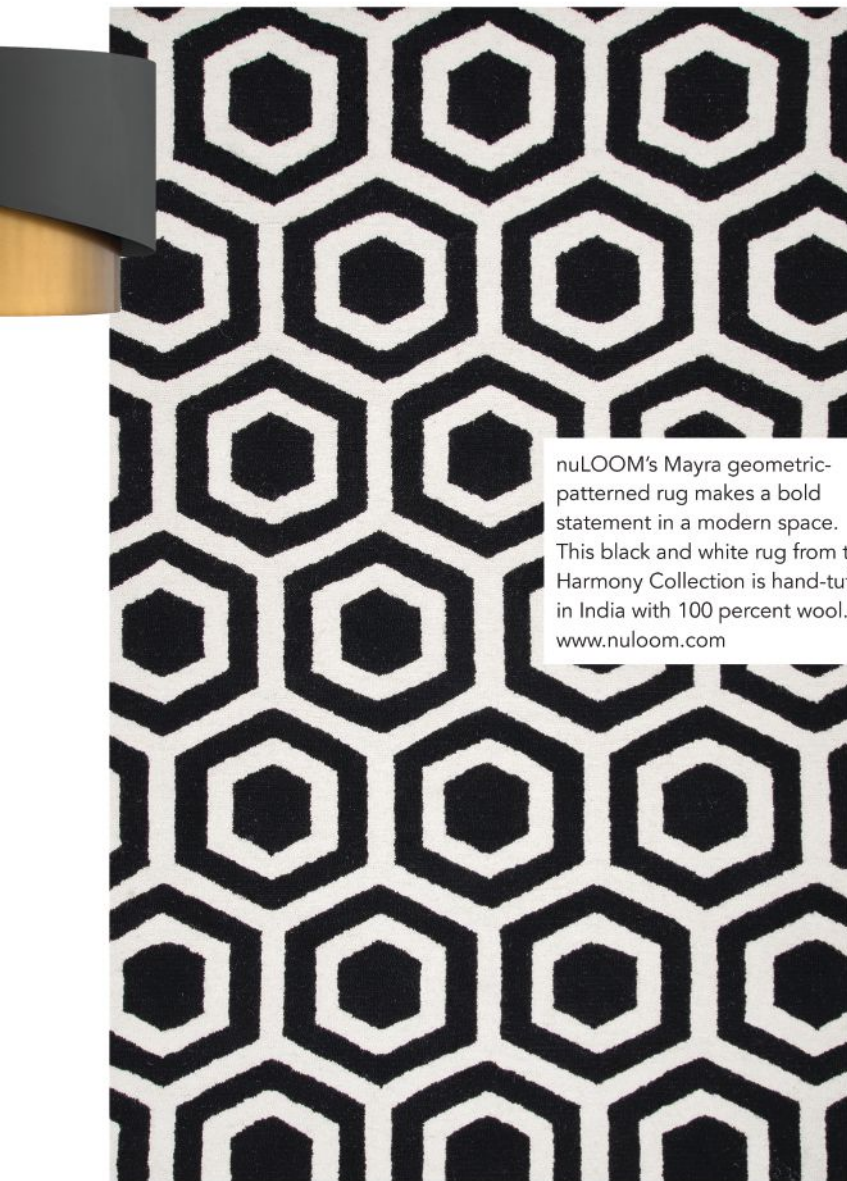 nuLOOM’s Mayra geometric-
patterned rug makes a bold
statement in a modern space.
This black and white rug from
Harmony Collection is
in India with 100 percent wool.
www.nuloom.com